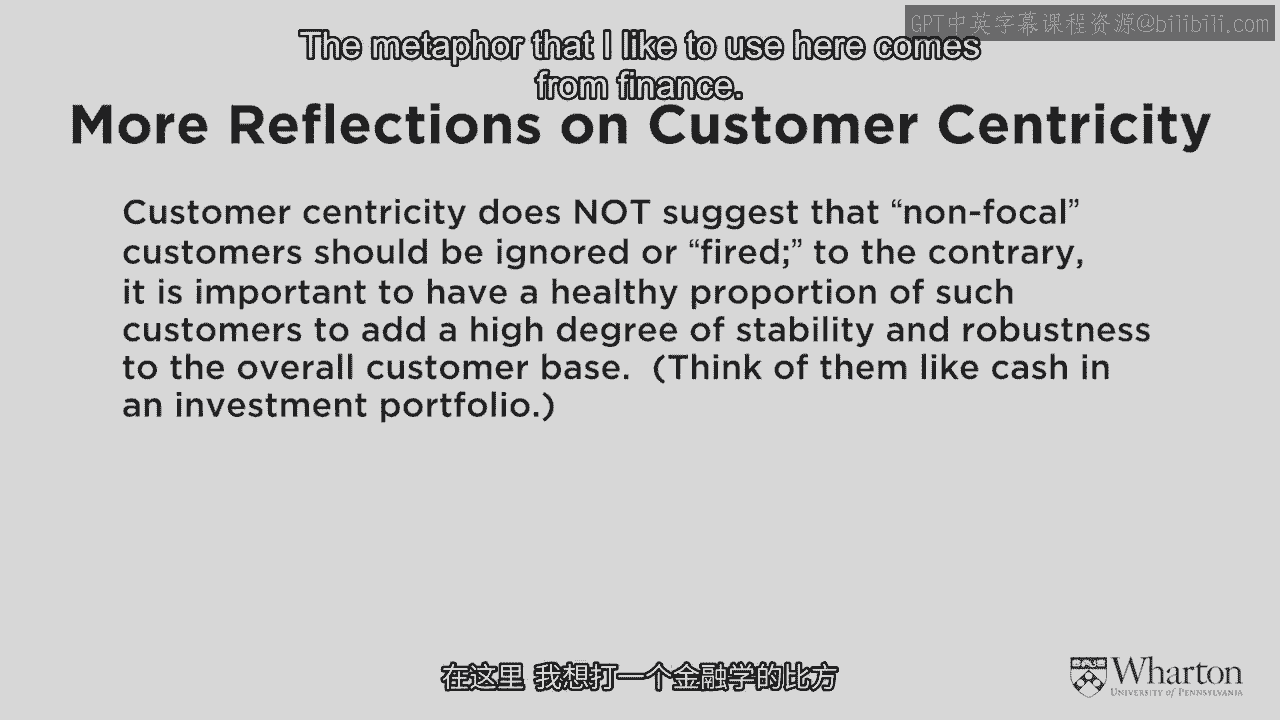 GPT中英字幕课程资源@bilibili.com
The metaphor that I like to use here comes
from finance.
More Reflections on Customer Centricity
Customer centricity does NOT suggest that “non-focal”
customers should be ignored or “fired;” to the contrary,
it is important to have a healthy proportion of such
customers to add a high degree of stability and robustness
to the overall customer base. (Think of them like cash in
an investment portfolio.)
在这里 我想打一个金融学的比方
Wharton
UNIVERSITY of PENNSYLVANIA